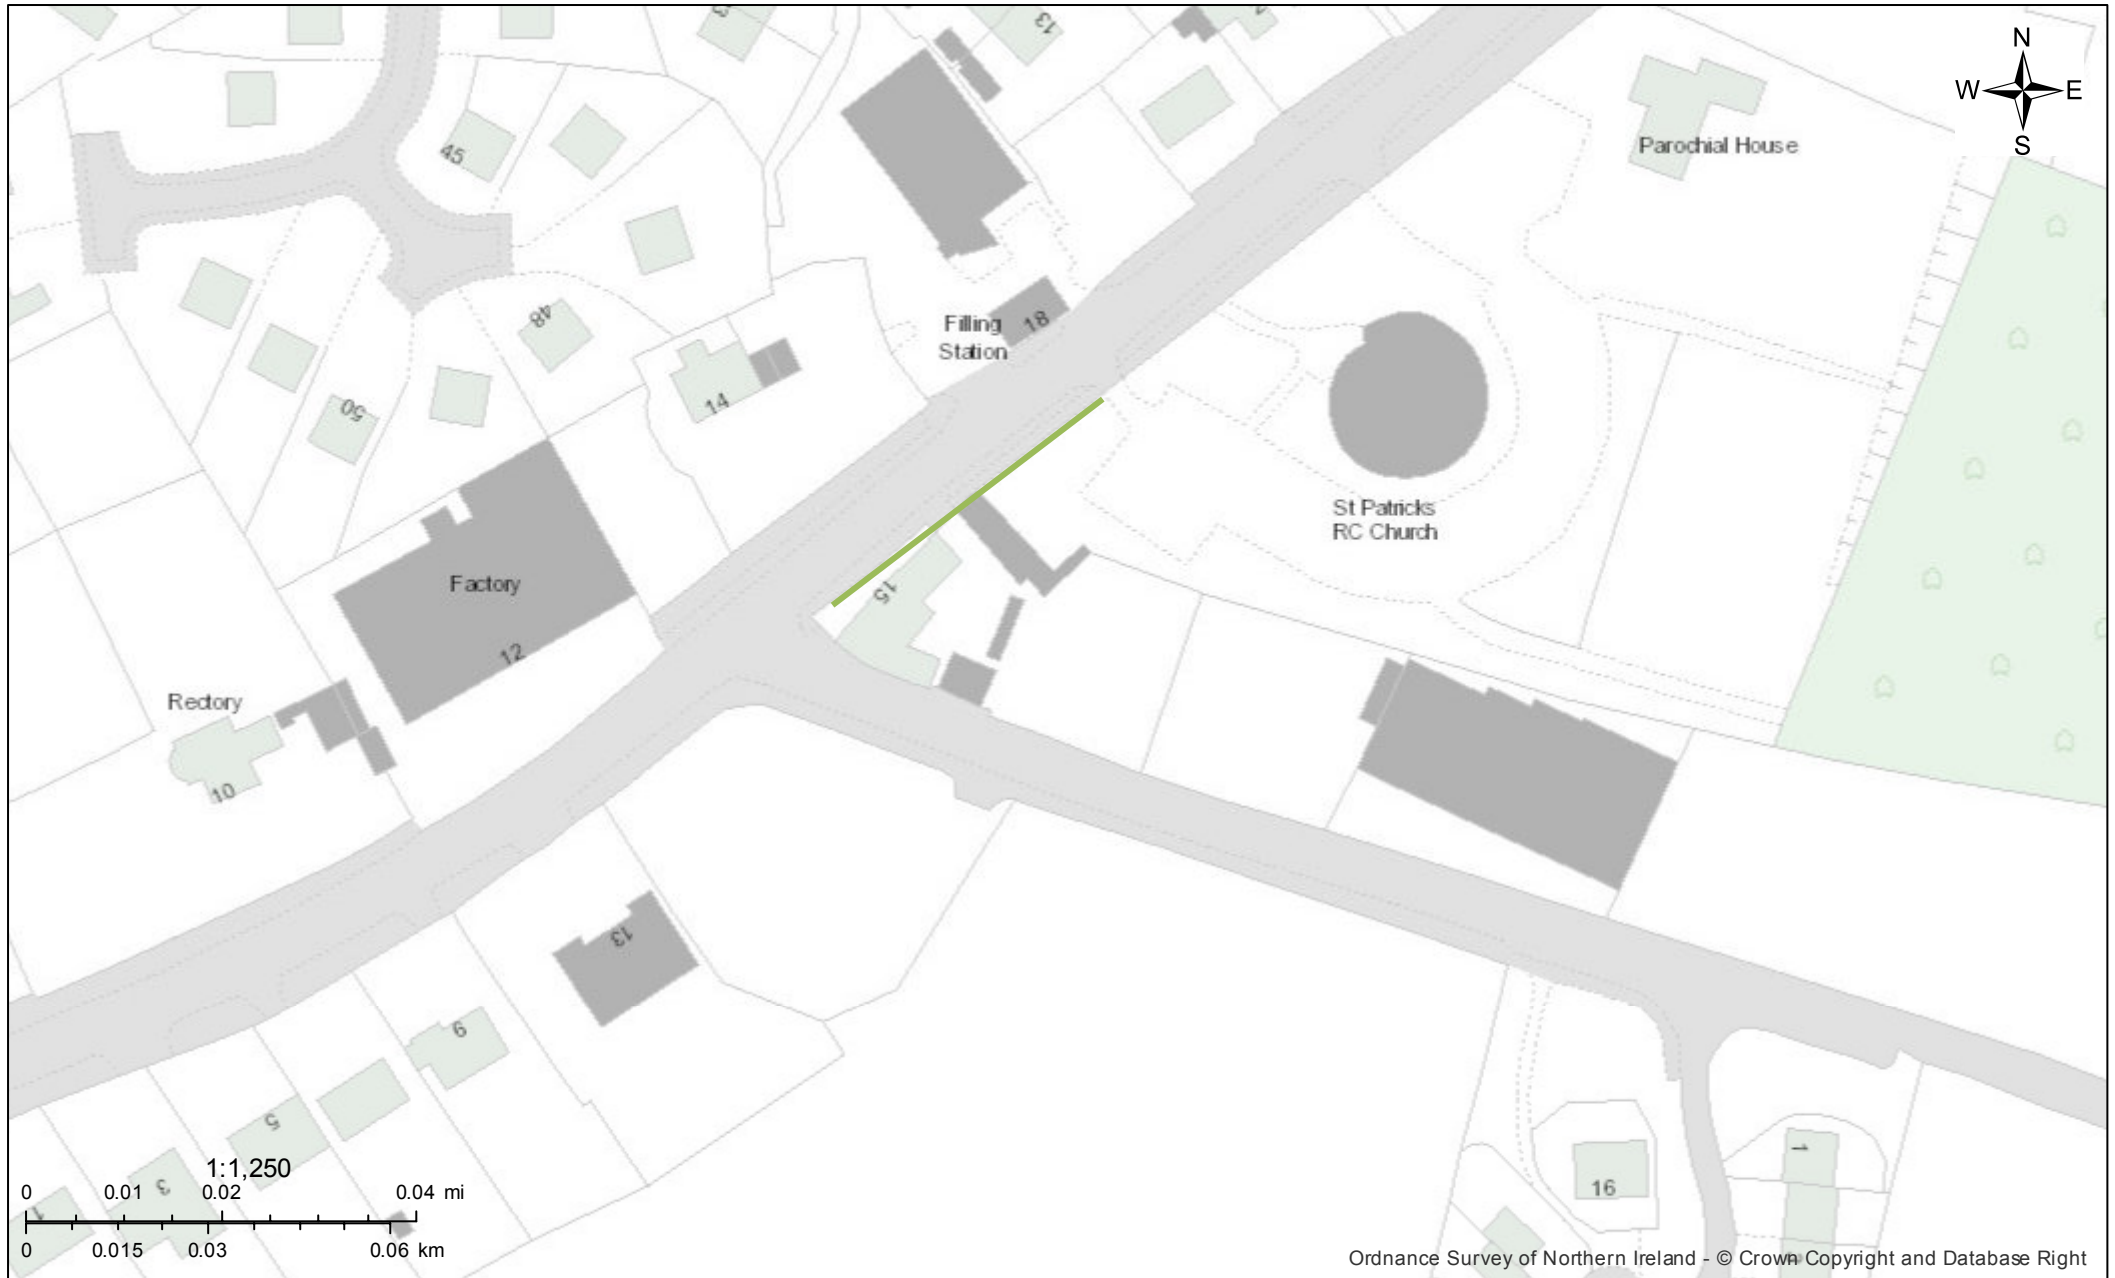 13
N
W E
S
45
Parochial House
48
Filling
Station
18
14
50
St Patricks
RC Church
Factory
15
12
Rectory
10
13
9
5
3
1
16
1
1:1,250
0 0.01 0.02 0.04 mi
0 0.015 0.03 0.06 km
Ordnance Survey of Northern Ireland - © Crown Copyright and Database Right